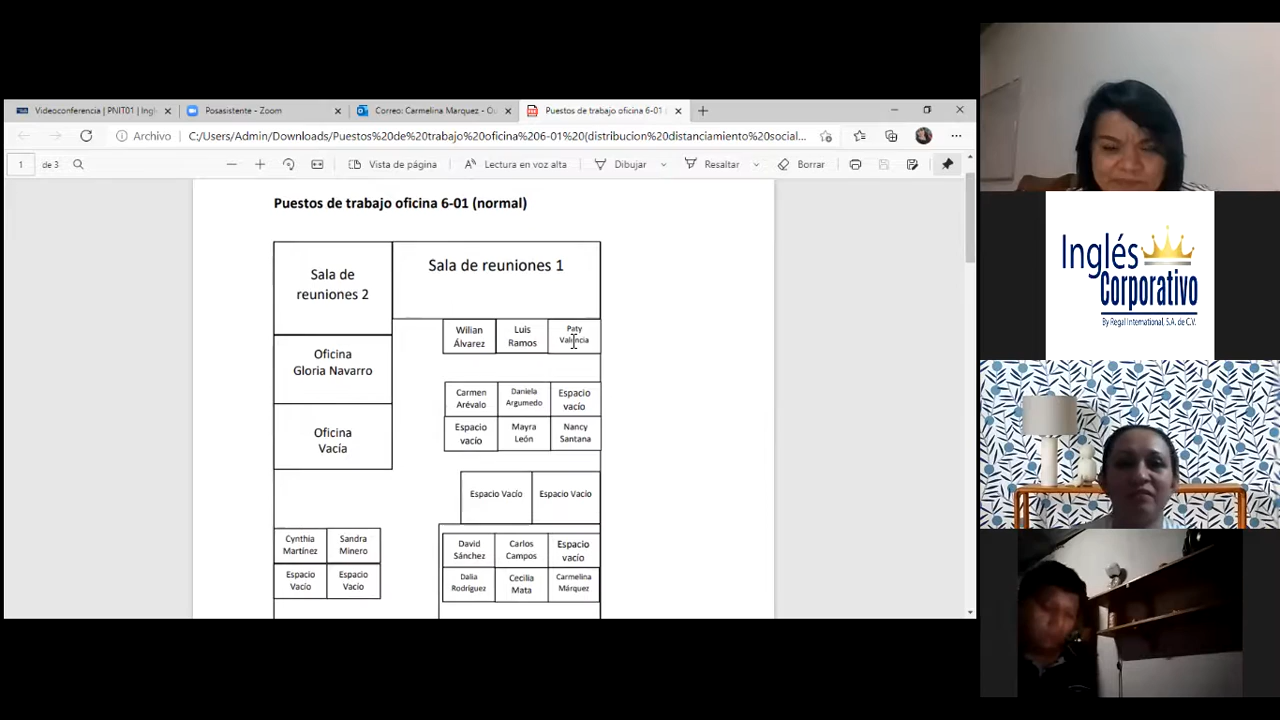 Videoconferencia | PNIT01 | Ingl
Posasistente - Zoom
Correo: Carmelina Marquez - Ou
Puestos de trabajo oficina 6-01
Archivo
C:/Users/Admin/Downloads/Puestos%20de%20trabajo%20oficina%206-01%20(distribucion%20distanciamiento%20social...
1 de 3
Vista de página
Lectura en voz alta
Dibujar
Resaltar
Borrar
Puestos de trabajo oficina 6-01 (normal)
Sala de
reuniones 2
Sala de reuniones 1
Wilian
Álvarez
Luis
Ramos
Paty
Valencia
Oficina
Gloria Navarro
Carmen
Arévalo
Daniela
Argumedo
Espacio
vacío
Oficina
Vacía
Espacio
vacío
Mayra
León
Nancy
Santana
Espacio Vacío
Espacio Vacío
Cynthia
Martínez
Sandra
Minero
David
Sánchez
Carlos
Campos
Espacio
vacío
Espacio
Vacío
Espacio
Vacío
Dalia
Rodríguez
Cecilia
Mata
Carmelina
Márquez
Inglés
Corporativo
By Regal International, S.A. de C.V.